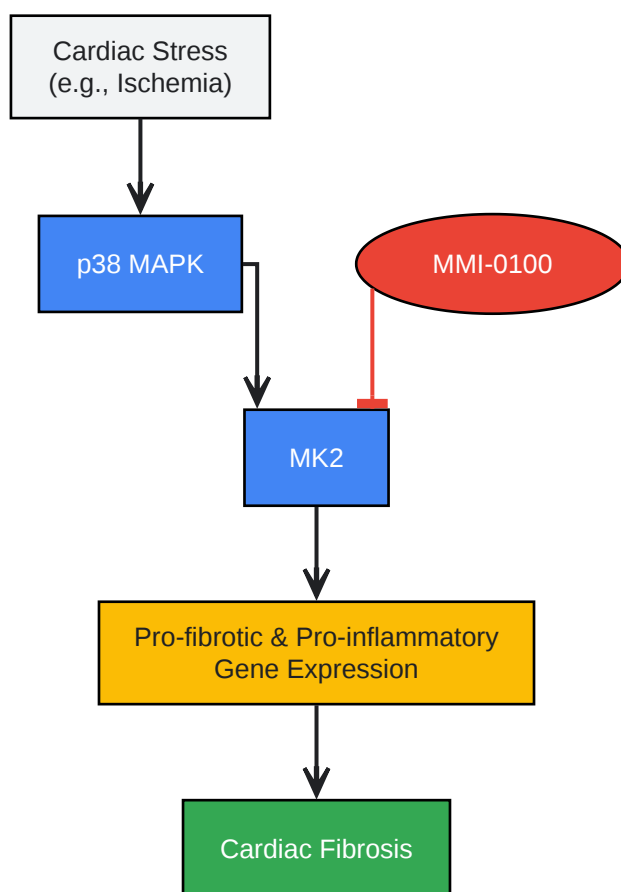 Cardiac Stress
(e.g., Ischemia)
p38 MAPK
MMI-0100
MK2
Pro-fibrotic & Pro-inflammatory
Gene Expression
Cardiac Fibrosis